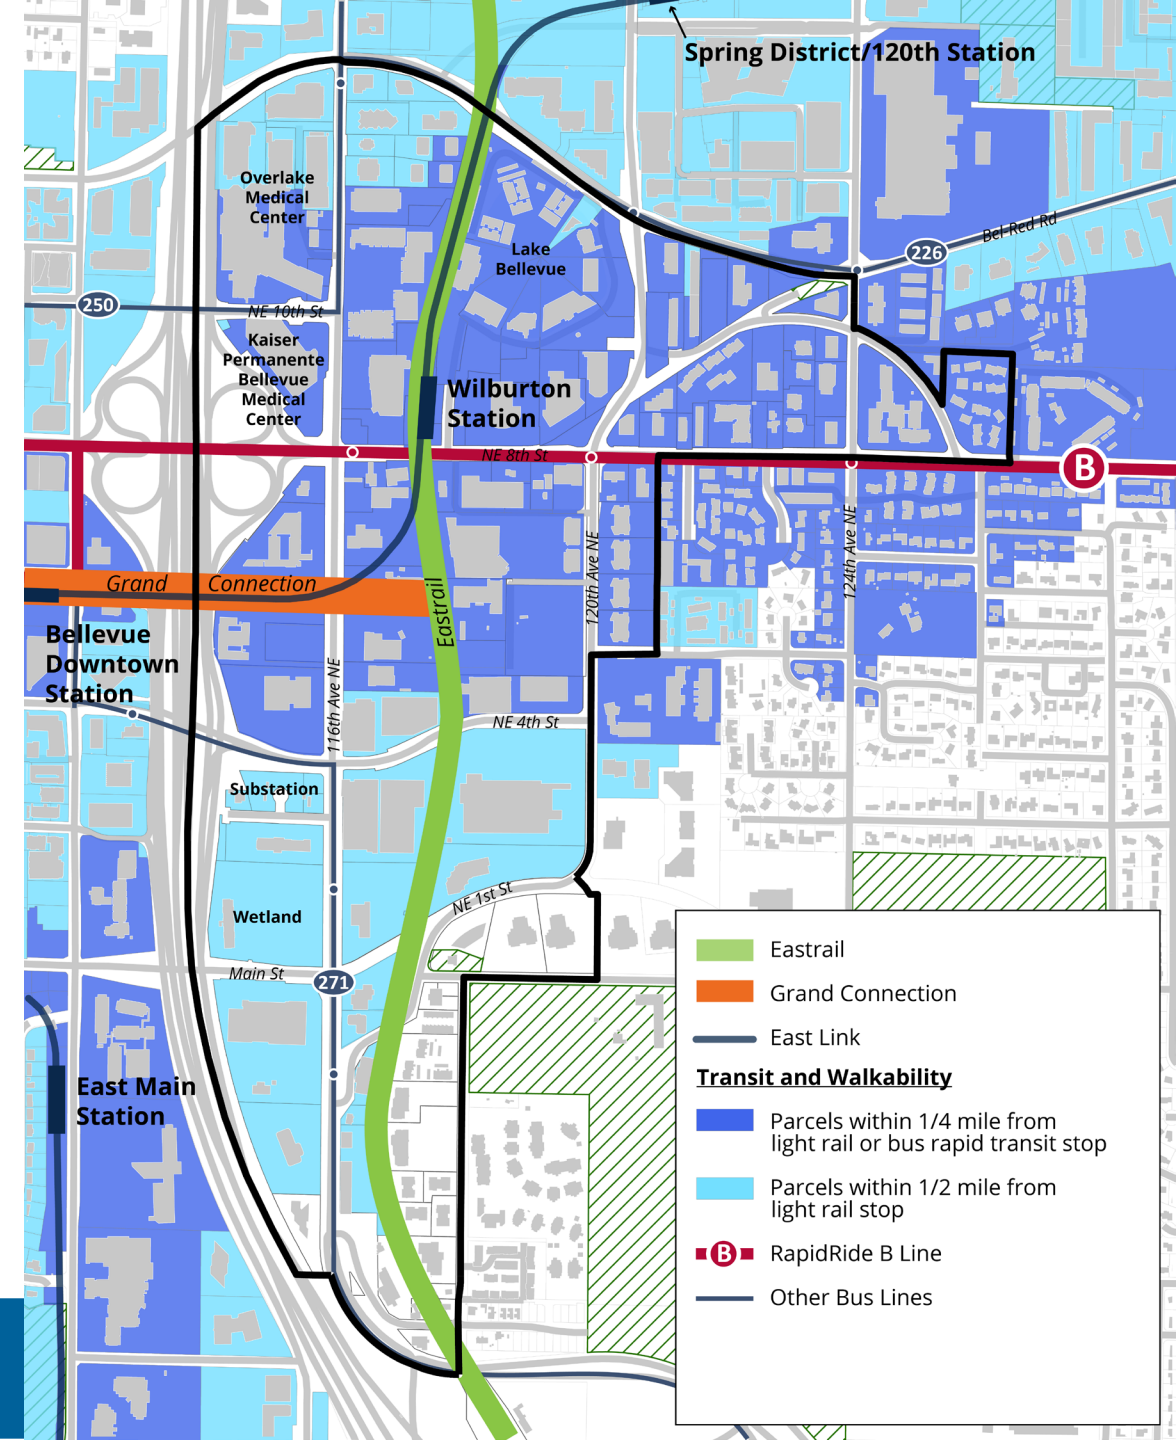 Spring District/120th Station
Overlake
Medical
Center
Lake
Bellevue
Bel-Red Rd
226
250
NE 10th St
Kaiser
Permanente
Bellevue
Medical
Center
Wilburton
Station
NE 8th St
B
120th Ave NE
124th Ave NE
Grand Connection
Eastrail
Bellevue
Downtown
Station
116th Ave NE
NE 4th St
Substation
NE 1st St
Wetland
Main St
271
East Main
Station
Eastrail
Grand Connection
East Link
Transit and Walkability
Parcels within 1/4 mile from
light rail or bus rapid transit stop
Parcels within 1/2 mile from
light rail stop
B
RapidRide B Line
Other Bus Lines